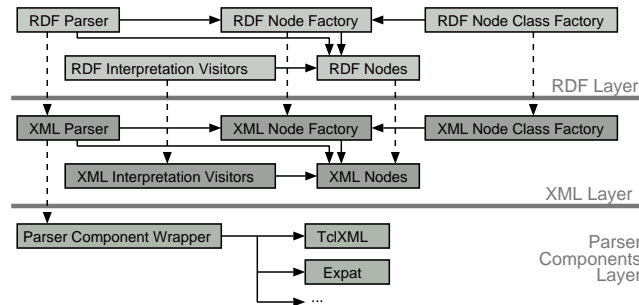 RDF Parser RDF Node Factory RDF Node Class Factory
RDF Interpretation Visitors RDF Nodes
RDF Layer
XML Parser XML Node Factory XML Node Class Factory
XML Interpretation Visitors XML Nodes
XML Layer
Parser Component Wrapper TclXML
Parser
Components
Layer
Expat
...